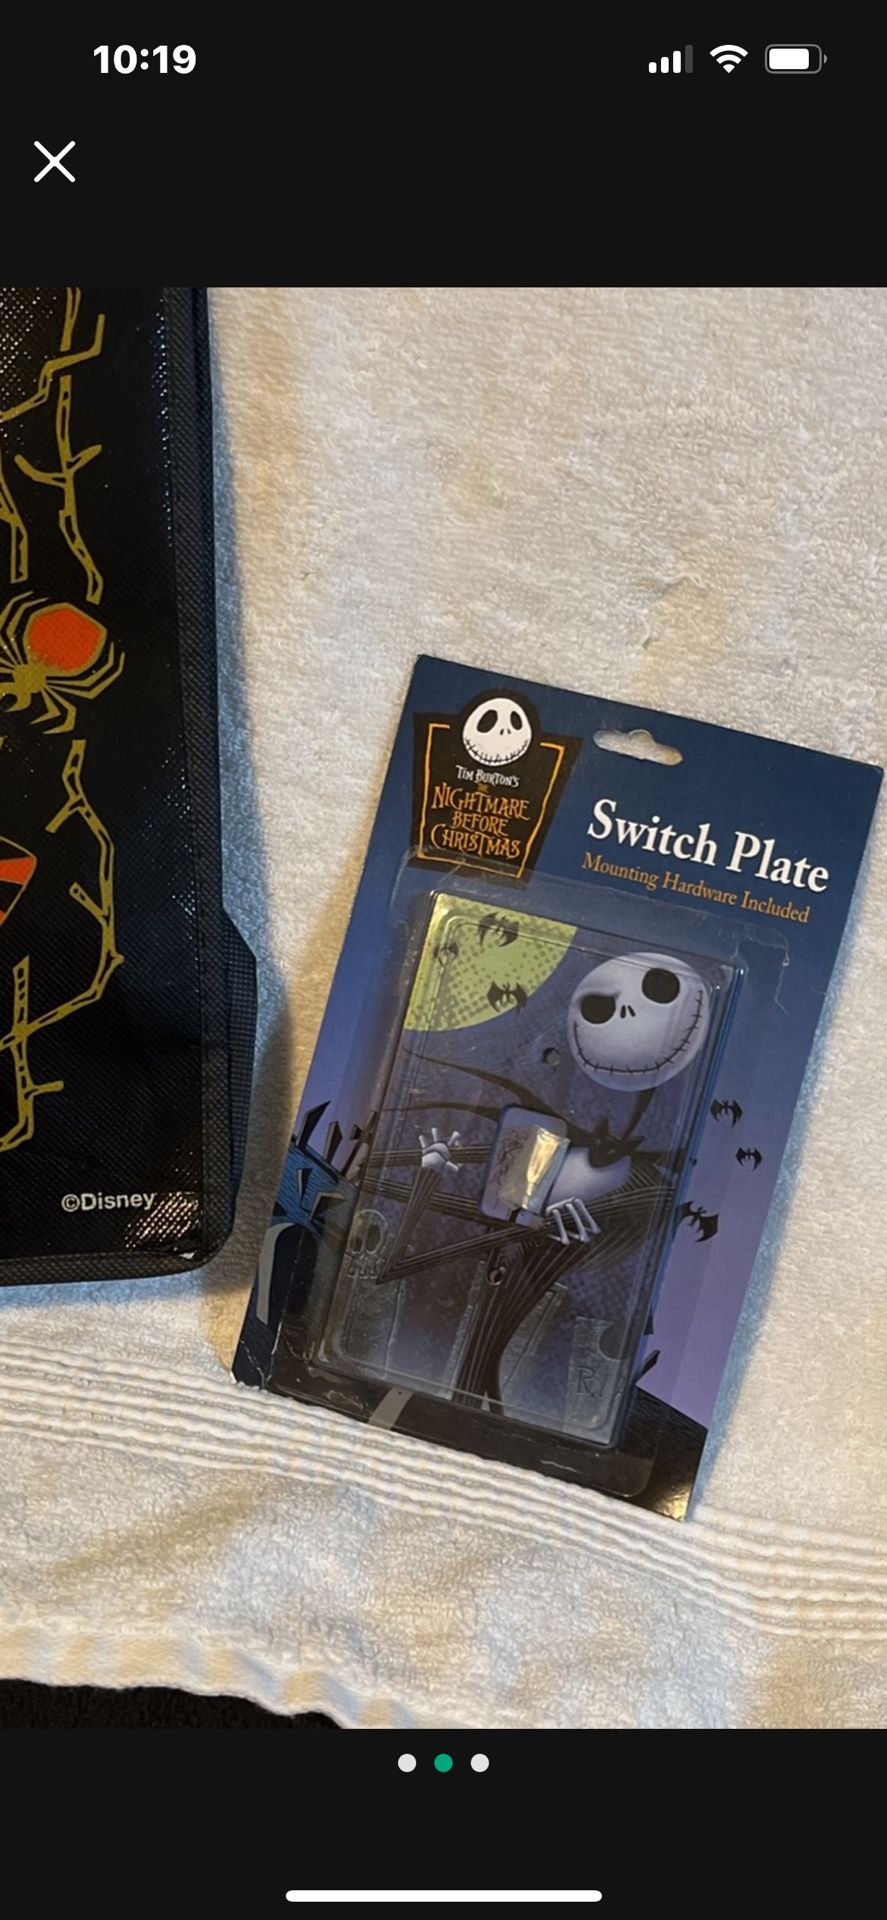 10:19
TIM BURTON'S
THE
NIGHTMARE
BEFORE
CHRISTMAS
Switch Plate
Mounting Hardware Included
©Disney